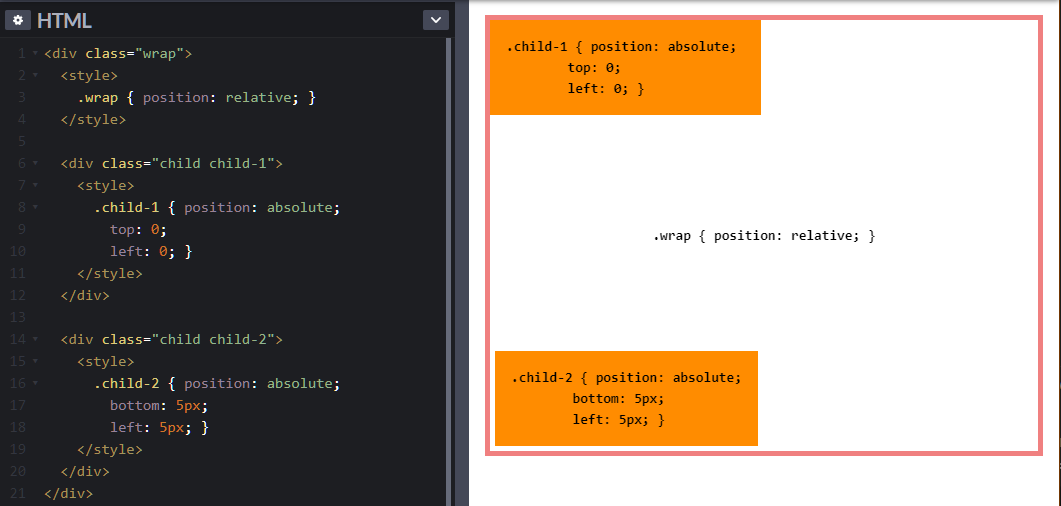 HTML
1 <div class="wrap">
2 <style>
3 .wrap { position: relative; }
4 </style>
5
6 <div class="child child-1">
7 <style>
8 .child-1 { position: absolute;
9 top: 0;
10 left: 0; }
11 </style>
12 </div>
13
14 <div class="child child-2">
15 <style>
16 .child-2 { position: absolute;
17 bottom: 5px;
18 left: 5px; }
19 </style>
20 </div>
21 </div>
.child-1 { position: absolute;
top: 0;
left: 0; }
.wrap { position: relative; }
.child-2 { position: absolute;
bottom: 5px;
left: 5px; }